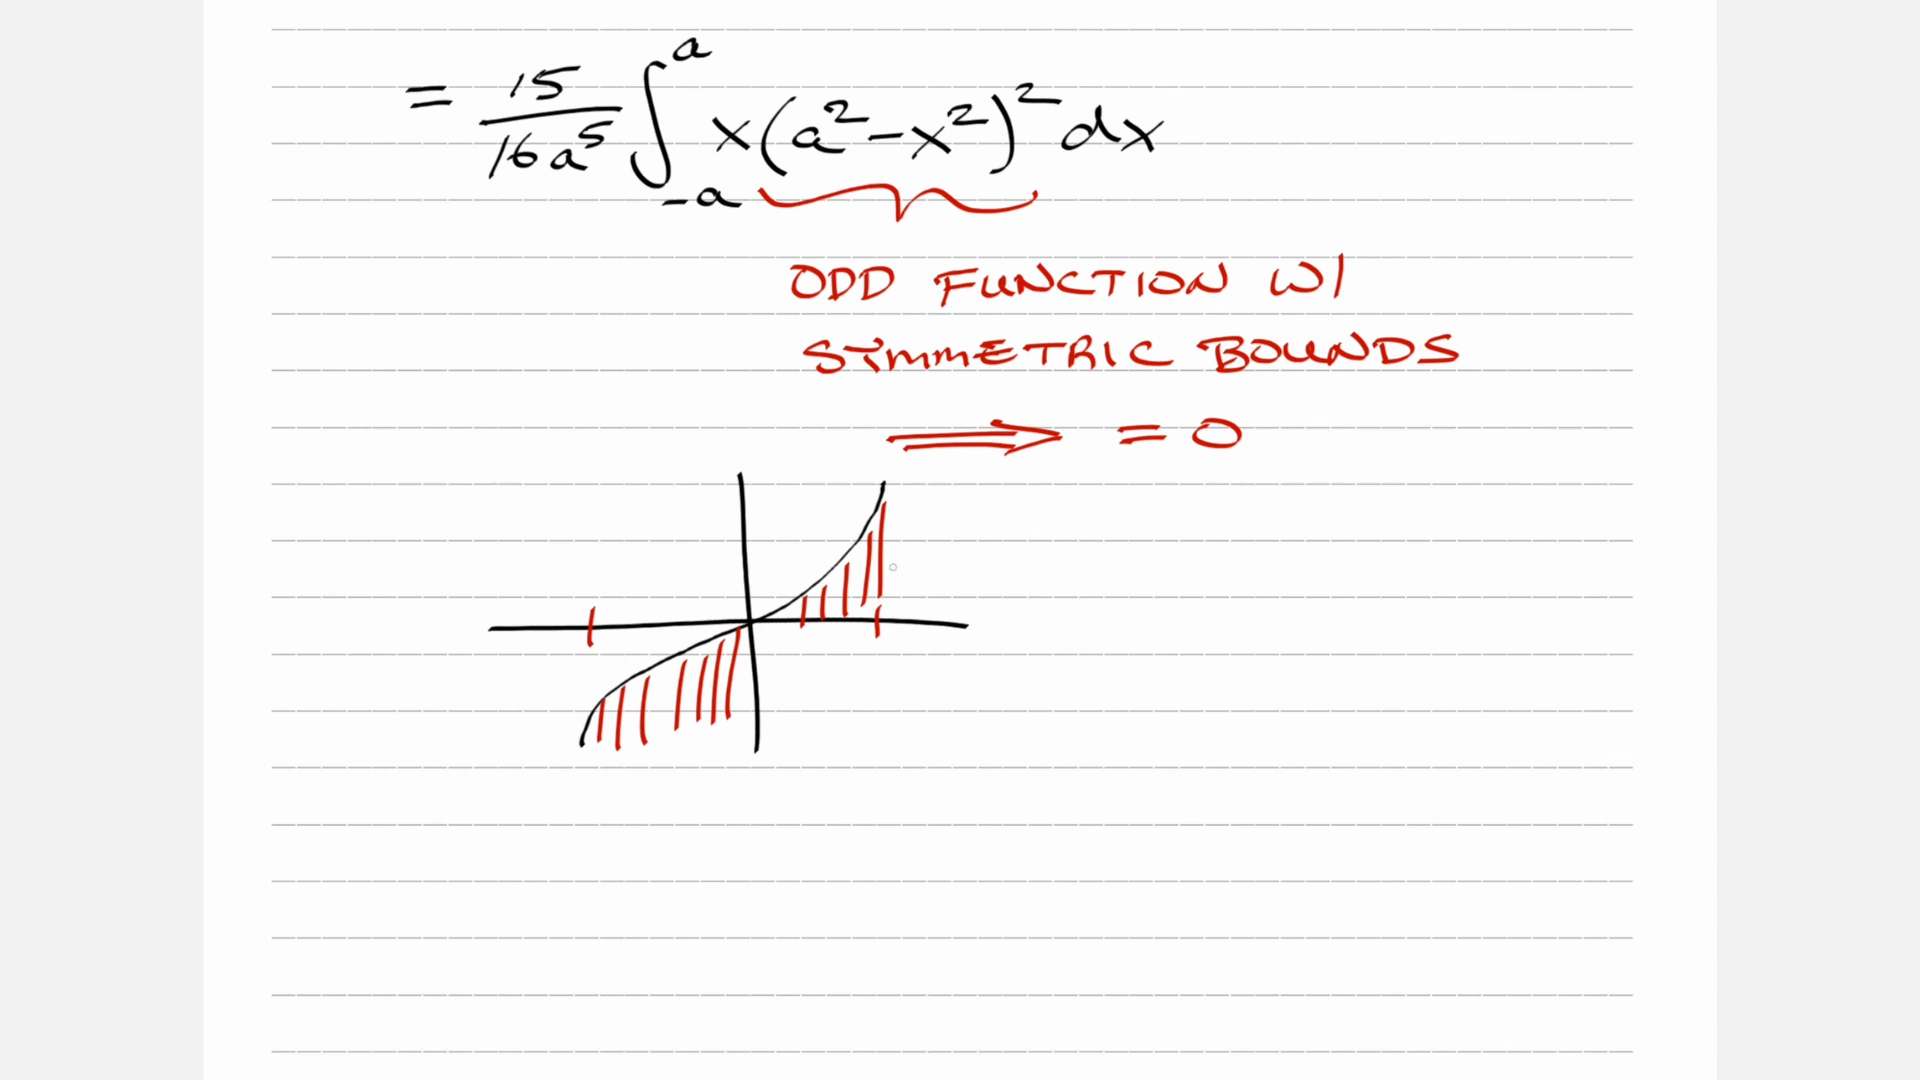 = 15/16a⁵ ∫₋ₐᵃ x(a²-x²)² dx
ODD FUNCTION W/
SYMMETRIC BOUNDS
⟹ = 0